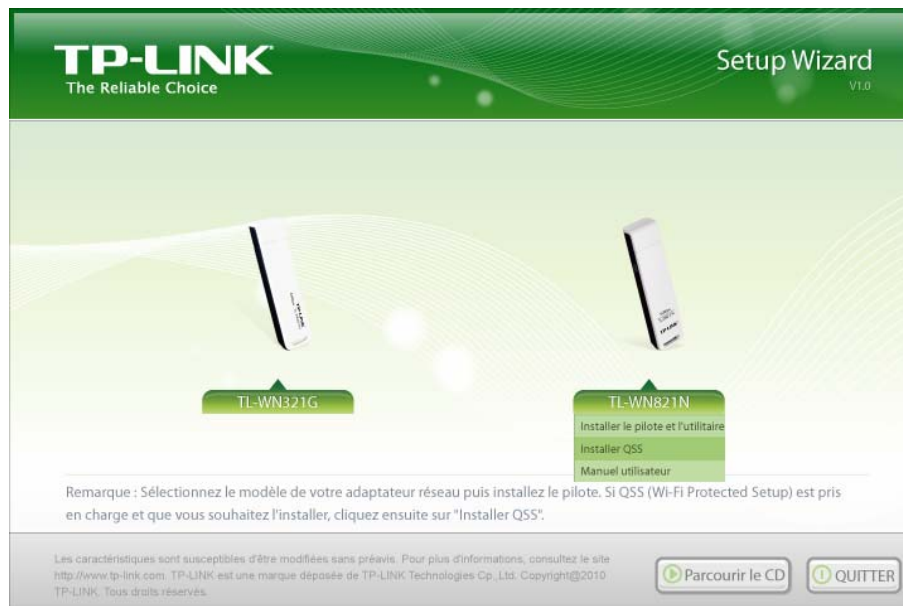 TP-LINK
The Reliable Choice
Setup Wizard
V1.0
TP-LINK
TP-LINK
TL-WN321G
TL-WN821N
Installer le pilote et l'utilitaire
Installer QSS
Manuel utilisateur
Remarque : Sélectionnez le modèle de votre adaptateur réseau puis installez le pilote. Si QSS (Wi-Fi Protected Setup) est pris
en charge et que vous souhaitez l'installer, cliquez ensuite sur "Installer QSS".
Les caractéristiques sont susceptibles d'être modifiées sans préavis. Pour plus d'informations, consultez le site
http://www.tp-link.com. TP-LINK est une marque déposée de TP-LINK Technologies Cp.,Ltd. Copyright@2010
TP-LINK. Tous droits réservés.
Parcourir le CD
QUITTER